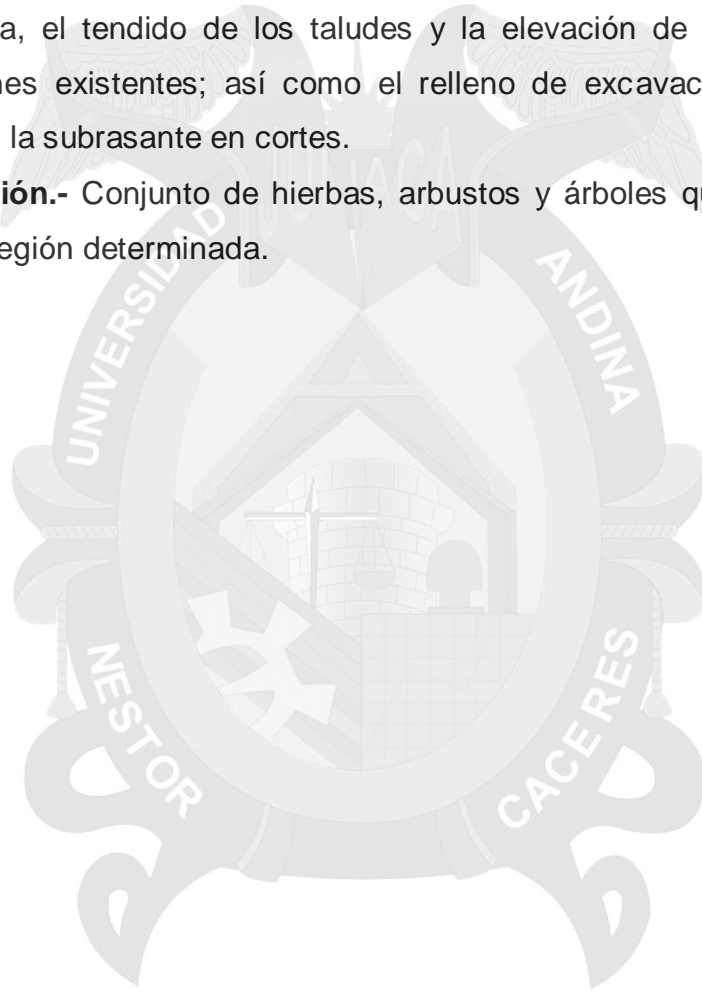 a, el tendido de los taludes y la elevación de
nes existentes; así como el relleno de excavac
la subrasante en cortes.
ión.- Conjunto de hierbas, arbustos y árboles qu
egión determinada.
JULIACA
UNIVERSIDAD
ANDINA
NESTOR
CACERES